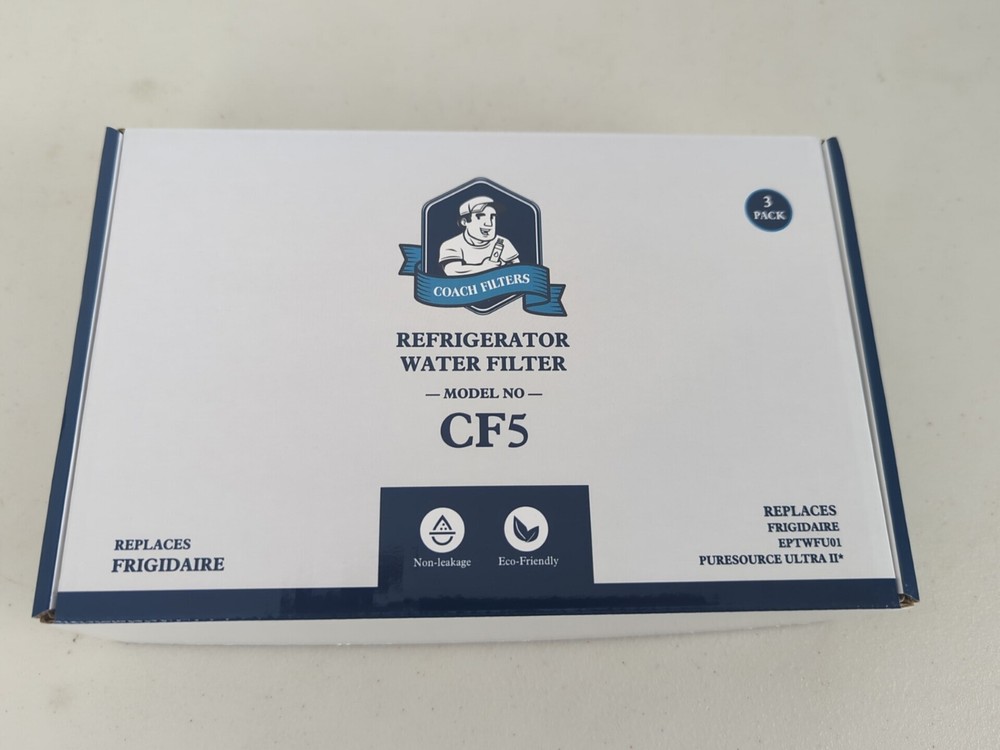 3
PACK
COACH FILTERS
REFRIGERATOR
WATER FILTER
— MODEL NO —
CF5
Non-leakage
Eco-Friendly
REPLACES
FRIGIDAIRE
REPLACES
FRIGIDAIRE
EPTWFU01
PURESOURCE ULTRA II*